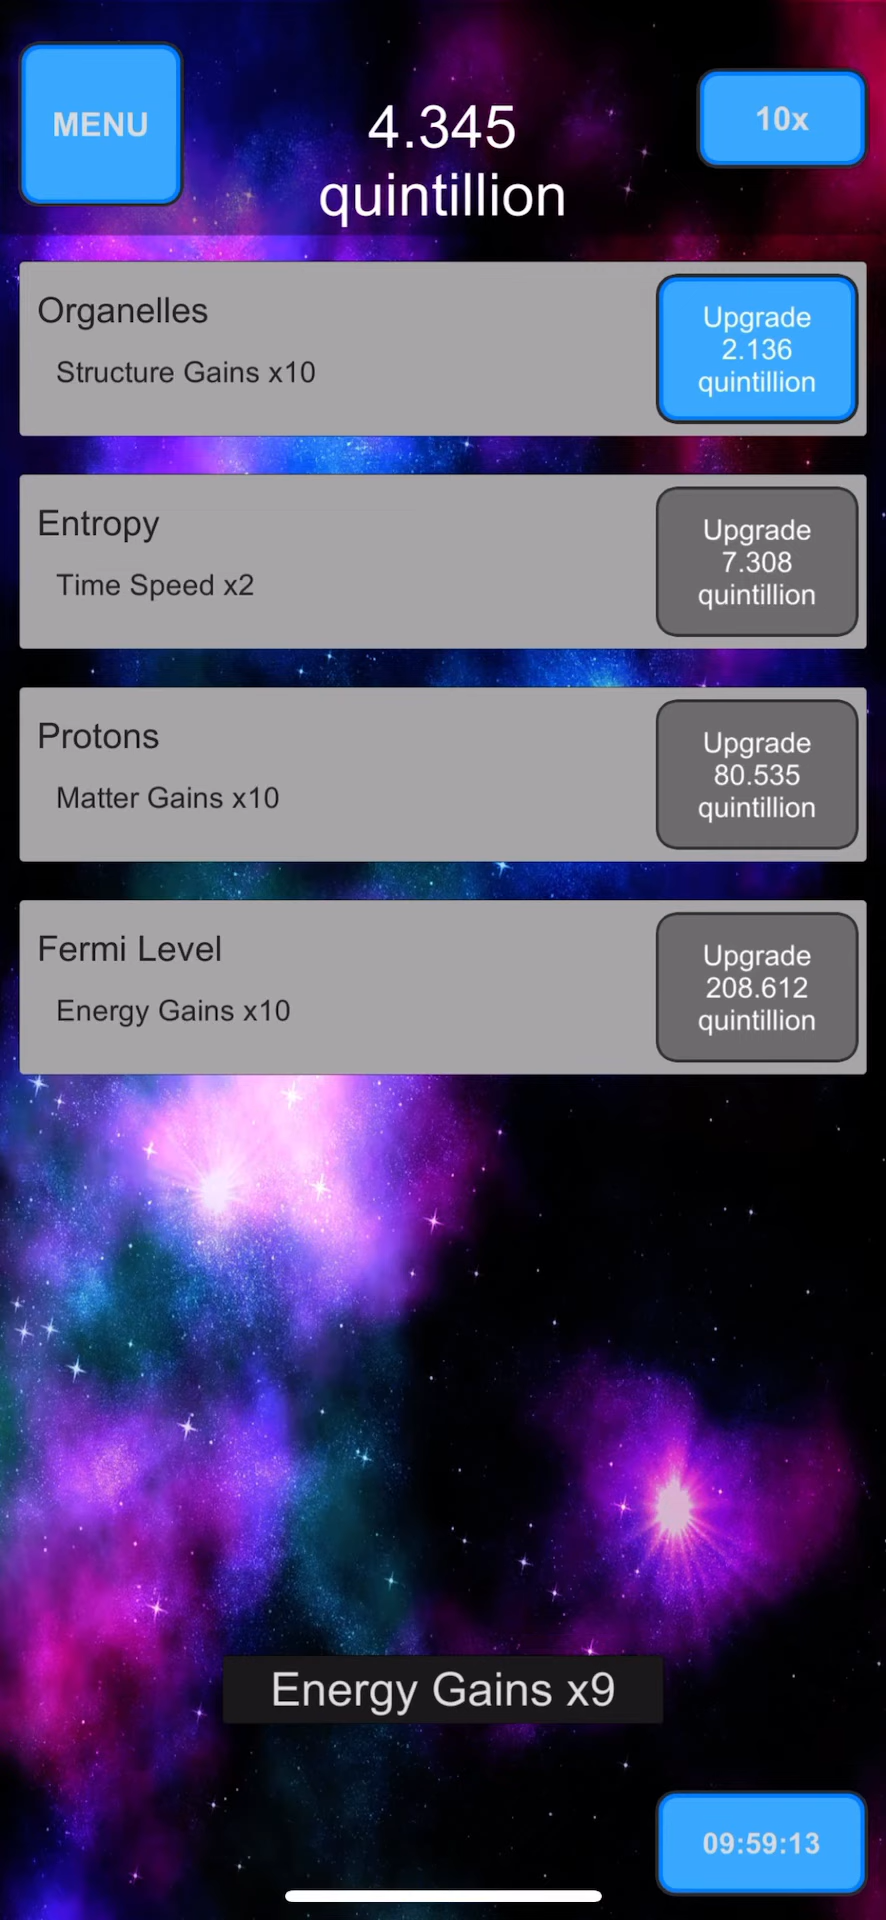 MENU
4.345
quintillion
10x
Organelles
Structure Gains x10
Upgrade
2.136
quintillion
Entropy
Time Speed x2
Upgrade
7.308
quintillion
Protons
Matter Gains x10
Upgrade
80.535
quintillion
Fermi Level
Energy Gains x10
Upgrade
208.612
quintillion
Energy Gains x9
09:59:13